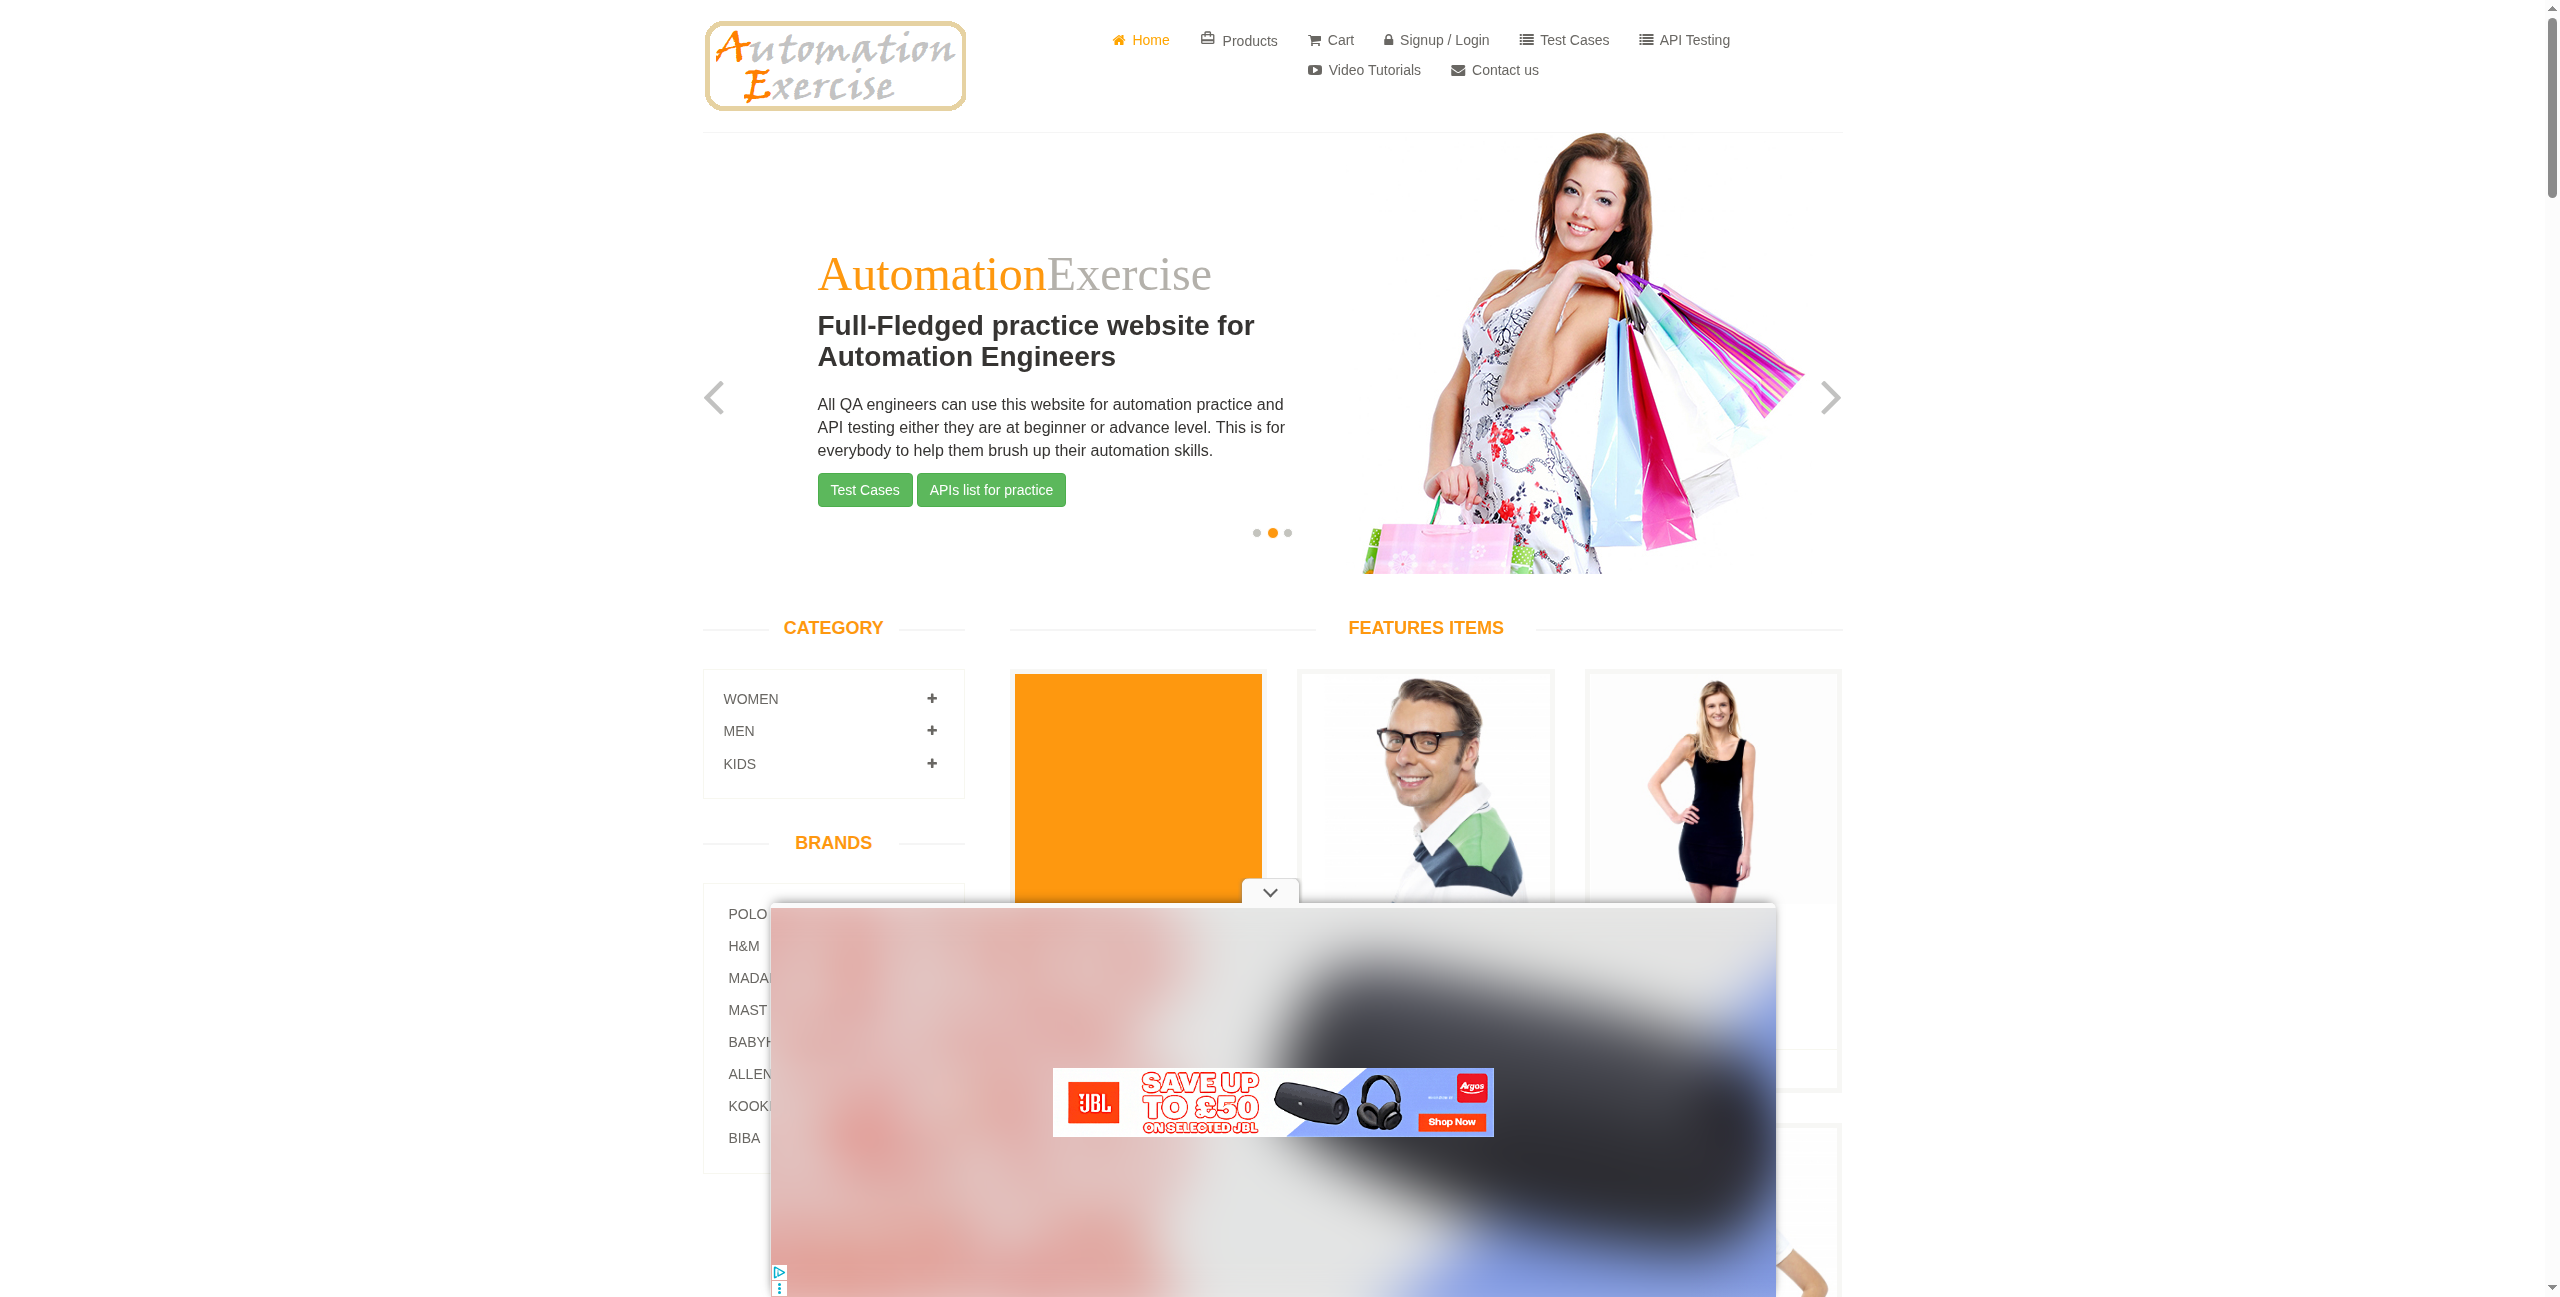 Automation
Exercise
Home
Products
Cart
Signup / Login
Test Cases
API Testing
Video Tutorials
Contact us
AutomationExercise
Full-Fledged practice website for
Automation Engineers
All QA engineers can use this website for automation practice and
API testing either they are at beginner or advance level. This is for
everybody to help them brush up their automation skills.
Test Cases
APIs list for practice
CATEGORY
WOMEN
MEN
KIDS
BRANDS
POLO
H&M
MADA
MAST
BABYH
ALLEN
KOOK
BIBA
FEATURES ITEMS
JBL
SAVE UP
TO £50
ON SELECTED JBL
Argos
Shop Now